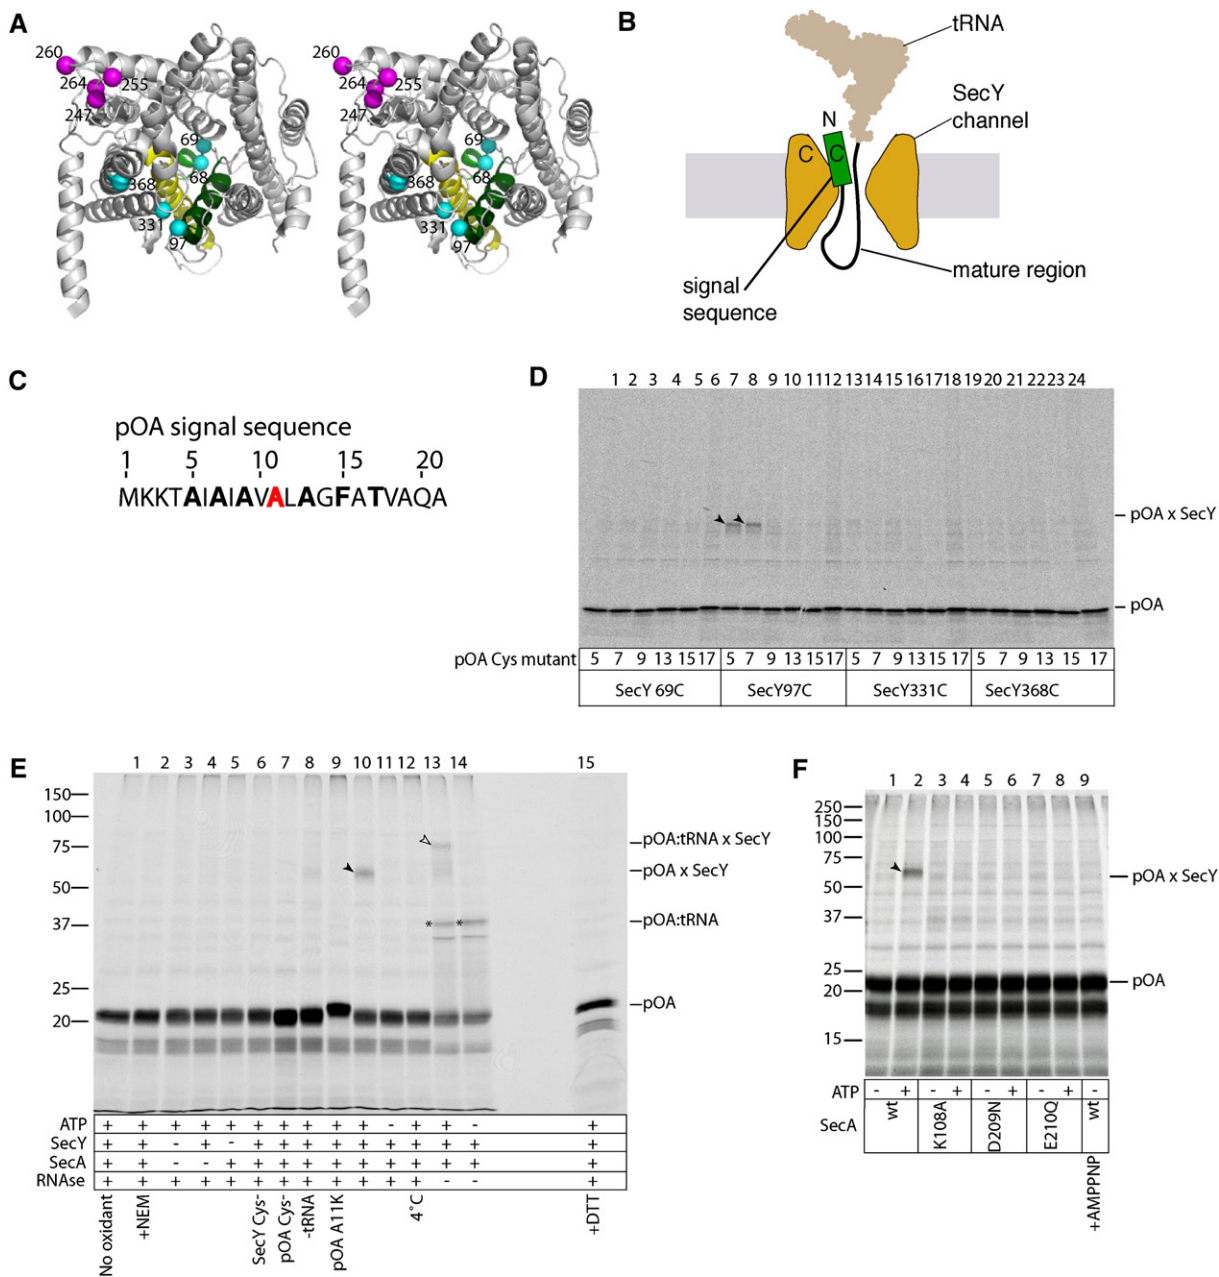 A
260
264
255
247
69
68
368
331
97
260
264
255
247
69
68
368
331
97
B
tRNA
SecY
channel
N
C
C
signal
sequence
mature region
C
pOA signal sequence
1 5 10 15 20
MKKTAIAIAVALAGFATVAQA
D
1 2 3 4 5 6 7 8 9 10 11 12 13 14 15 16 17 18 19 20 21 22 23 24
pOA x SecY
pOA
pOA Cys mutant 5 7 9 13 15 17 5 7 9 13 15 17 5 7 9 13 15 17 5 7 9 13 15 17
SecY 69C SecY97C SecY331C SecY368C
E
1 2 3 4 5 6 7 8 9 10 11 12 13 14 15
150
100
75
50
37
25
20
* *
pOA:tRNA x SecY
pOA x SecY
pOA:tRNA
pOA
ATP + + + + + + + + + + - + + - +
SecY + + - + - + + + + + + + + + +
SecA + + - - + + + + + + + + + + +
RNAse + + + + + + + + + + + + - - +
No oxidant
+NEM
SecY Cys-
pOA Cys-
-tRNA
pOA A11K
4°C
+DTT
F
1 2 3 4 5 6 7 8 9
250
150
100
75
50
37
25
20
15
pOA x SecY
pOA
ATP - + - + - + - + -
SecA wt K108A D209N E210Q wt
+AMPPNP